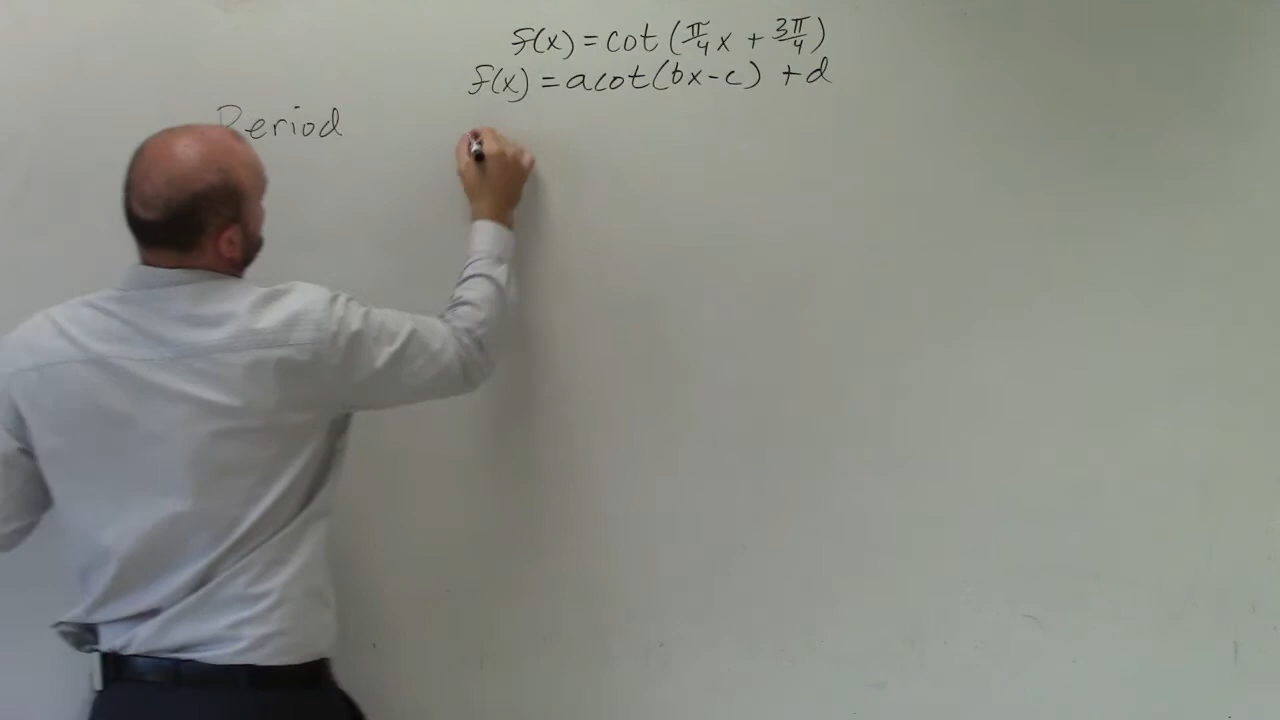 f(x) = cot (π/4 x + 3π/4)
f(x) = a cot(bx - c) + d
Period